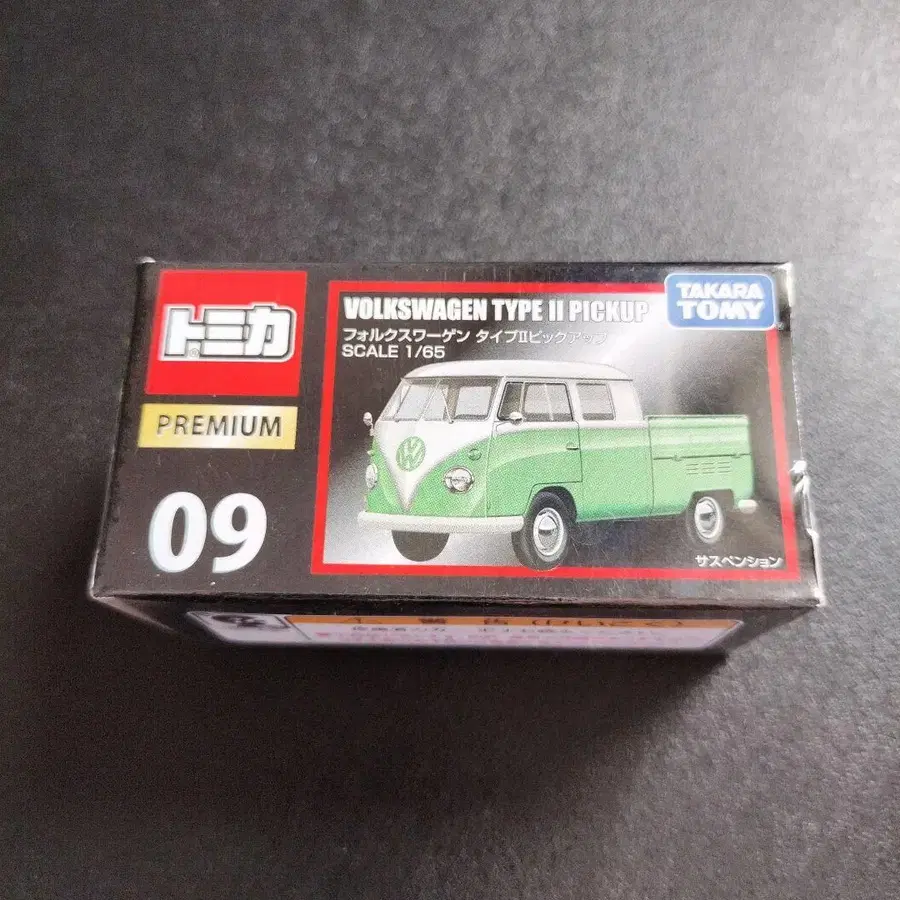 トミカ
PREMIUM
09
VOLKSWAGEN TYPE II PICKUP
フォルクスワーゲン タイプIIピックアップ
SCALE 1/65
TAKARA
TOMY
サスペンション